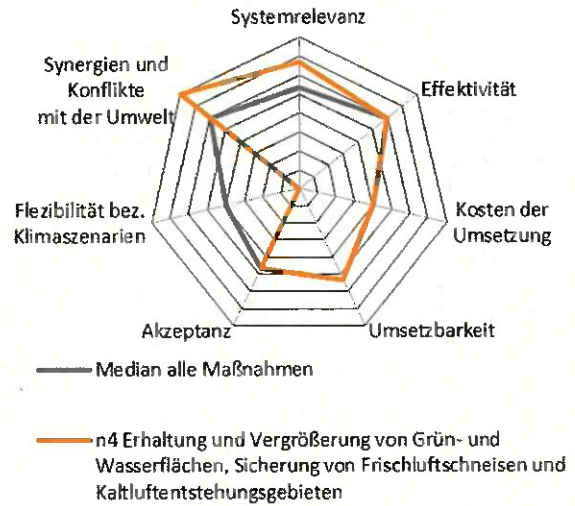 Systemrelevanz
Synergien und
Konflikte
mit der Umwelt
Effektivität
Flezibilität bez.
Klimaszenarien
Kosten der
Umsetzung
Akzeptanz
Umsetzbarkeit
Median alle Maßnahmen
n4 Erhaltung und Vergrößerung von Grün- und
Wasserflächen, Sicherung von Frischluftschneisen und
Kaltluftentstehungsgebieten